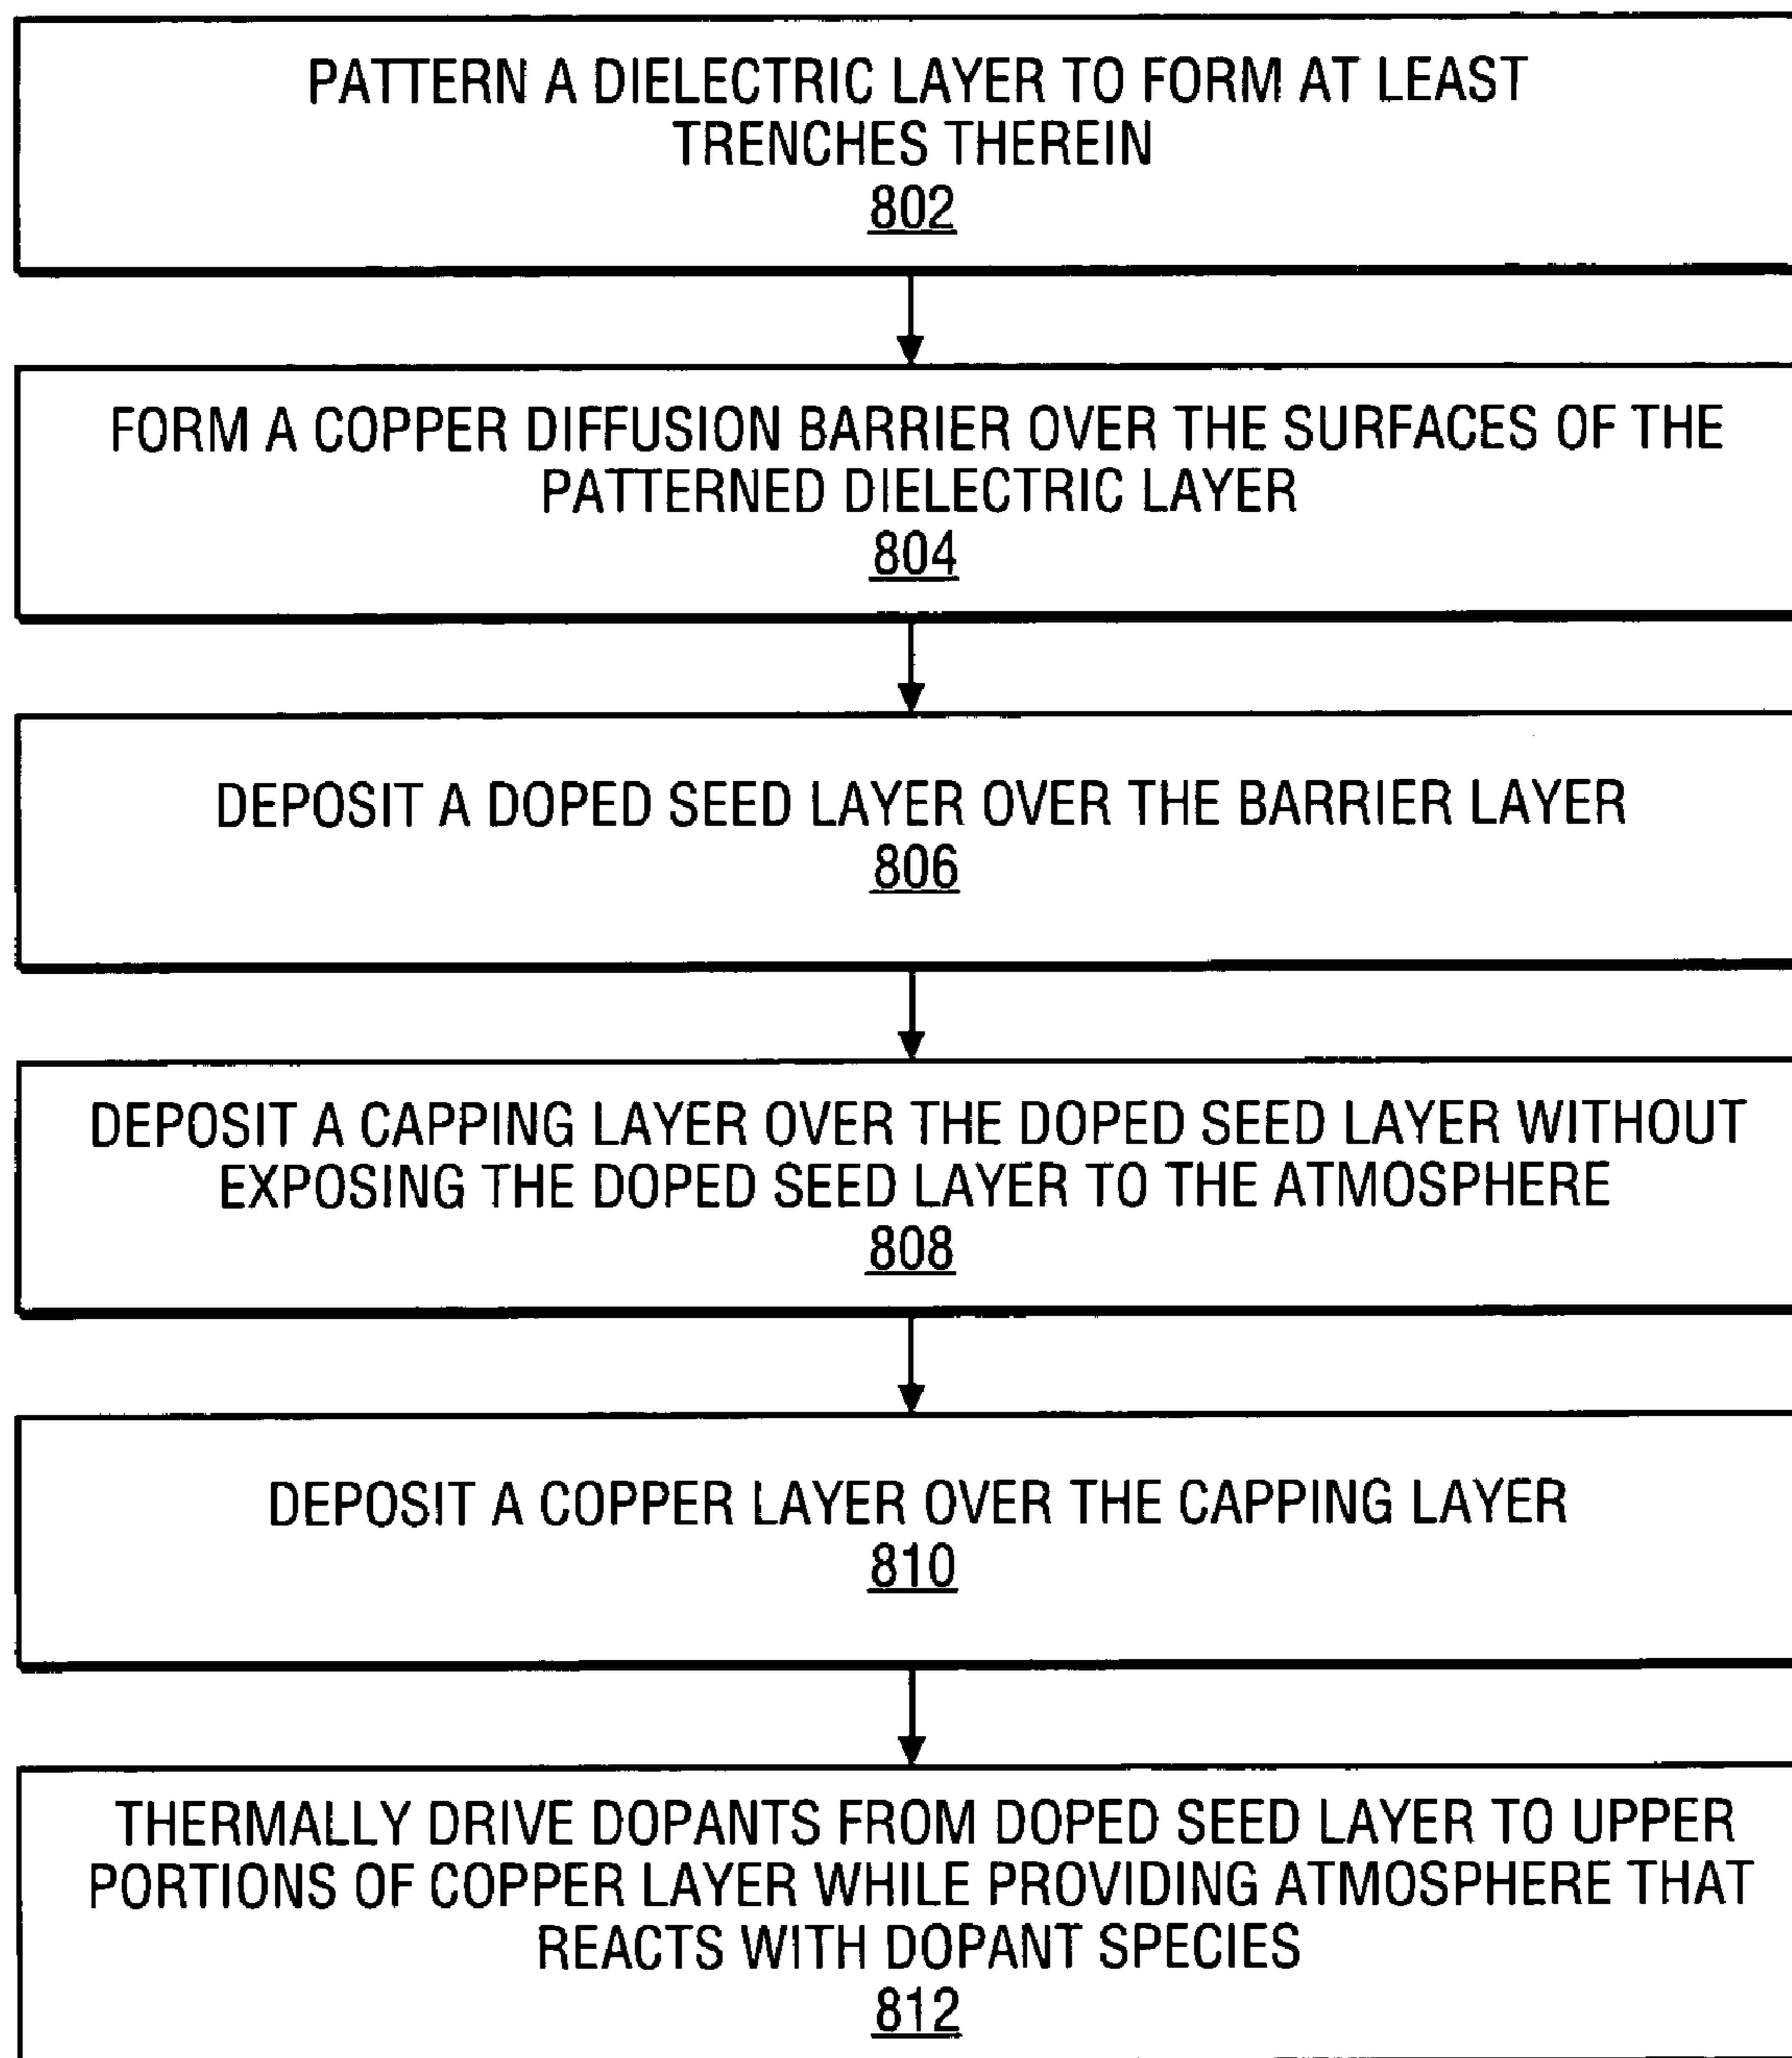 PATTERN A DIELECTRIC LAYER TO FORM AT LEAST
TRENCHES THEREIN
802
FORM A COPPER DIFFUSION BARRIER OVER THE SURFACES OF THE
PATTERNED DIELECTRIC LAYER
804
DEPOSIT A DOPED SEED LAYER OVER THE BARRIER LAYER
806
DEPOSIT A CAPPING LAYER OVER THE DOPED SEED LAYER WITHOUT
EXPOSING THE DOPED SEED LAYER TO THE ATMOSPHERE
808
DEPOSIT A COPPER LAYER OVER THE CAPPING LAYER
810
THERMALLY DRIVE DOPANTS FROM DOPED SEED LAYER TO UPPER
PORTIONS OF COPPER LAYER WHILE PROVIDING ATMOSPHERE THAT
REACTS WITH DOPANT SPECIES
812